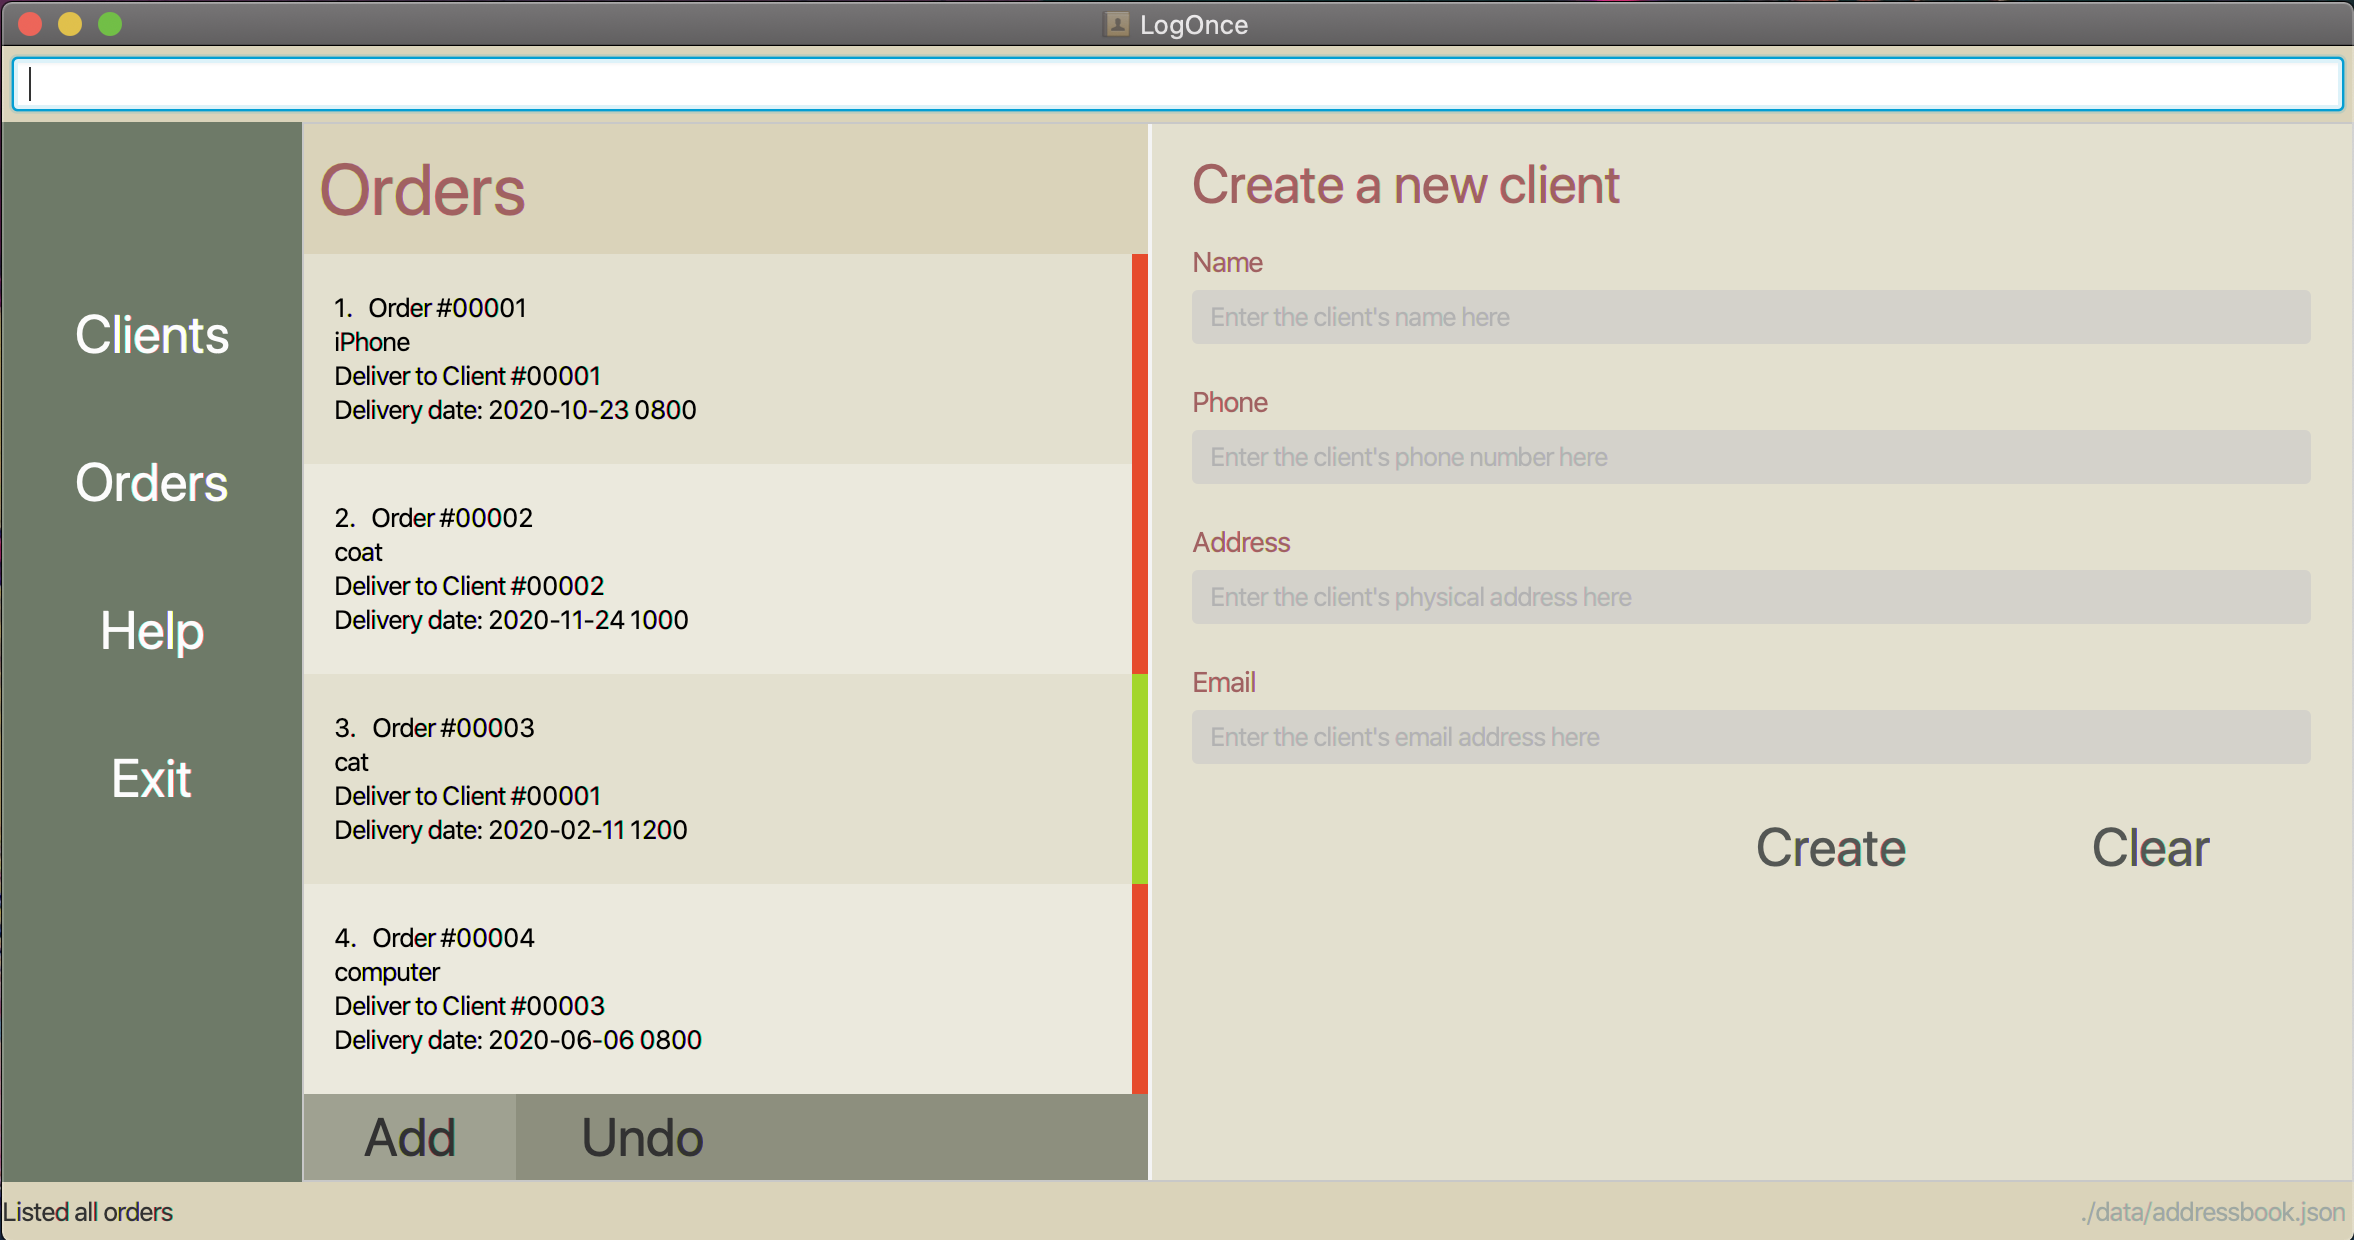 LogOnce
Clients
Orders
Help
Exit
Orders
1. Order #00001
iPhone
Deliver to Client #00001
Delivery date: 2020-10-23 0800
2. Order #00002
coat
Deliver to Client #00002
Delivery date: 2020-11-24 1000
3. Order #00003
cat
Deliver to Client #00001
Delivery date: 2020-02-11 1200
4. Order #00004
computer
Deliver to Client #00003
Delivery date: 2020-06-06 0800
Add Undo
Create a new client
Name
Enter the client's name here
Phone
Enter the client's phone number here
Address
Enter the client's physical address here
Email
Enter the client's email address here
Create Clear
Listed all orders
./data/addressbook.json